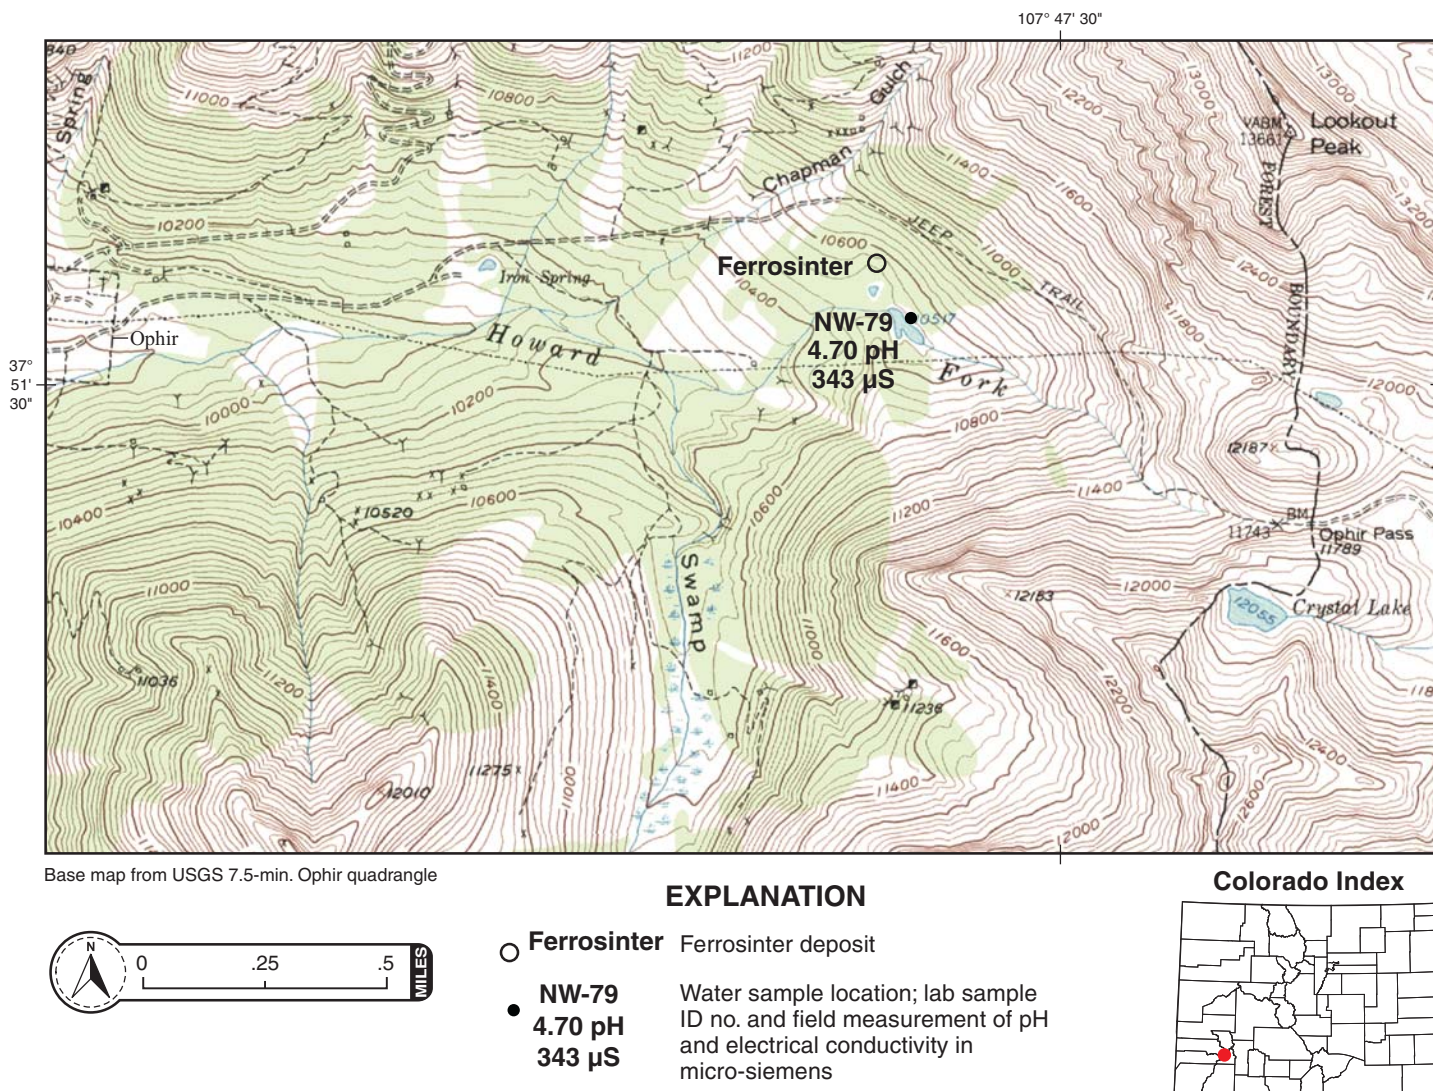 107° 47' 30"
840
Spring
11000
10800
11200
Gulch
Chapman
12200
13000
13000
VABM
13661
Lookout
Peak
FOREST
11400
11600
13200
10200
JEEP
10600
11000
Ferrosinter
Iron Spring
10400
TRAIL
12400
BOUNDARY
11800
NW-79
0517
4.70 pH
343 µS
Ophir
Howard
Fork
37°
51'
30"
10000
10200
10800
12000
12187
10400
10520
10600
10600
11200
11400
BM
11743
Ophir Pass
11789
11000
Swamp
12000
12153
12055
Crystal Lake
11036
11200
11400
11000
11600
12200
11238
118
11275
12010
11000
11400
12400
12600
12000
Base map from USGS 7.5-min. Ophir quadrangle
N
0 .25 .5
MILES
EXPLANATION
Ferrosinter Ferrosinter deposit
NW-79
4.70 pH
343 µS
Water sample location; lab sample
ID no. and field measurement of pH
and electrical conductivity in
micro-siemens
Colorado Index